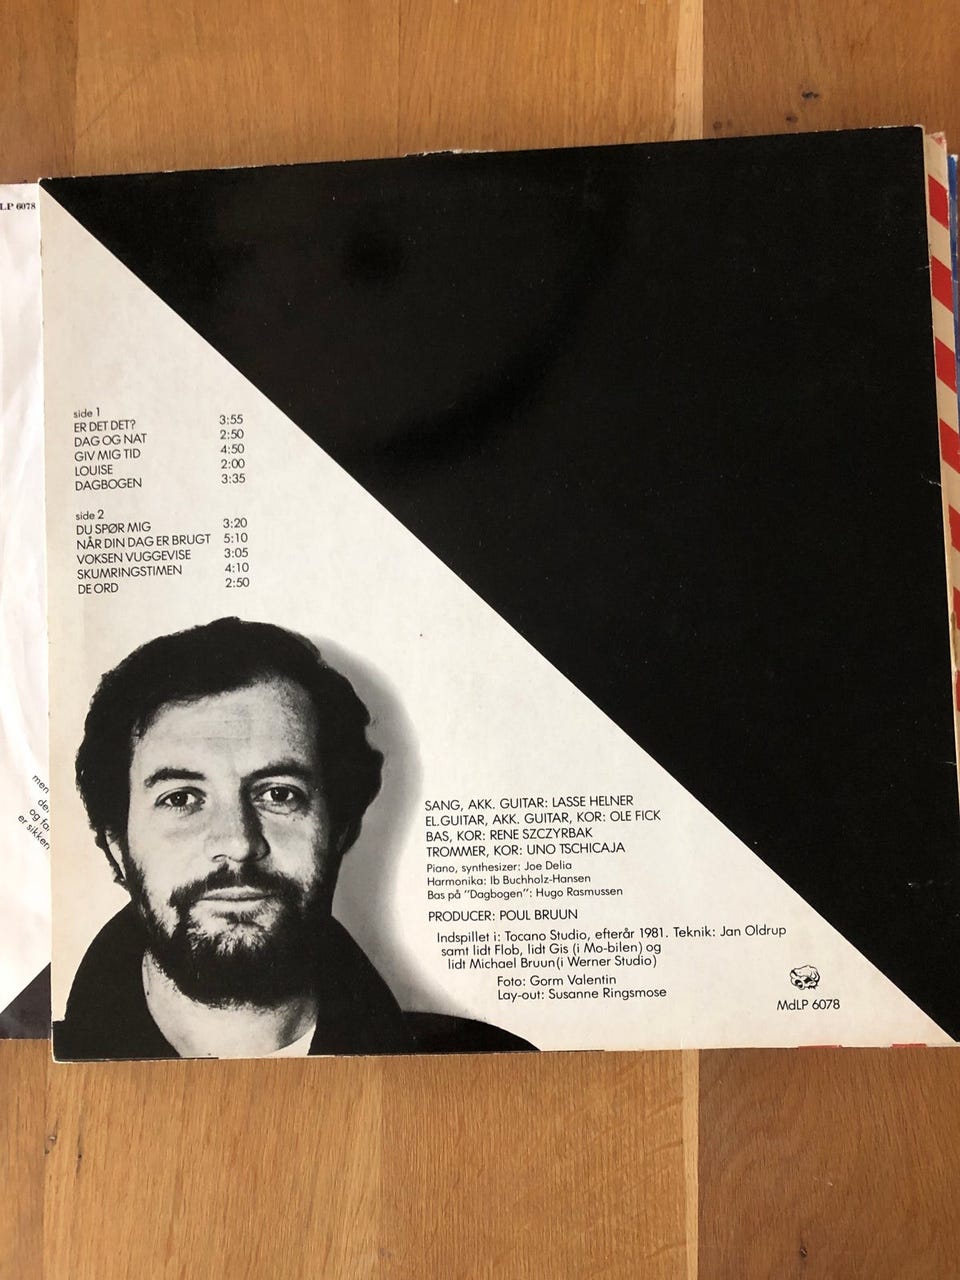 LP 6078
side 1
ER DET DET? 3:55
DAG OG NAT 2:50
GIV MIG TID 4:50
LOUISE 2:00
DAGBOGEN 3:35
side 2
DU SPØR MIG 3:20
NÅR DIN DAG ER BRUGT 5:10
VOKSEN VUGGEVISE 3:05
SKUMRINGSTIMEN 4:10
DE ORD 2:50
men
de
og fa
er sikken
SANG, AKK. GUITAR: LASSE HELNER
EL.GUITAR, AKK. GUITAR, KOR: OLE FICK
BAS, KOR: RENE SZCZYRBAK
TROMMER, KOR: UNO TSCHICAJA
Piano, synthesizer: Joe Delia
Harmonika: Ib Buchholz-Hansen
Bas på "Dagbogen": Hugo Rasmussen
PRODUCER: POUL BRUUN
Indspillet i: Tocano Studio, efterår 1981. Teknik: Jan Oldrup
samt lidt Flob, lidt Gis (i Mo-bilen) og
lidt Michael Bruun(i Werner Studio)
Foto: Gorm Valentin
Lay-out: Susanne Ringsmose
MdLP 6078